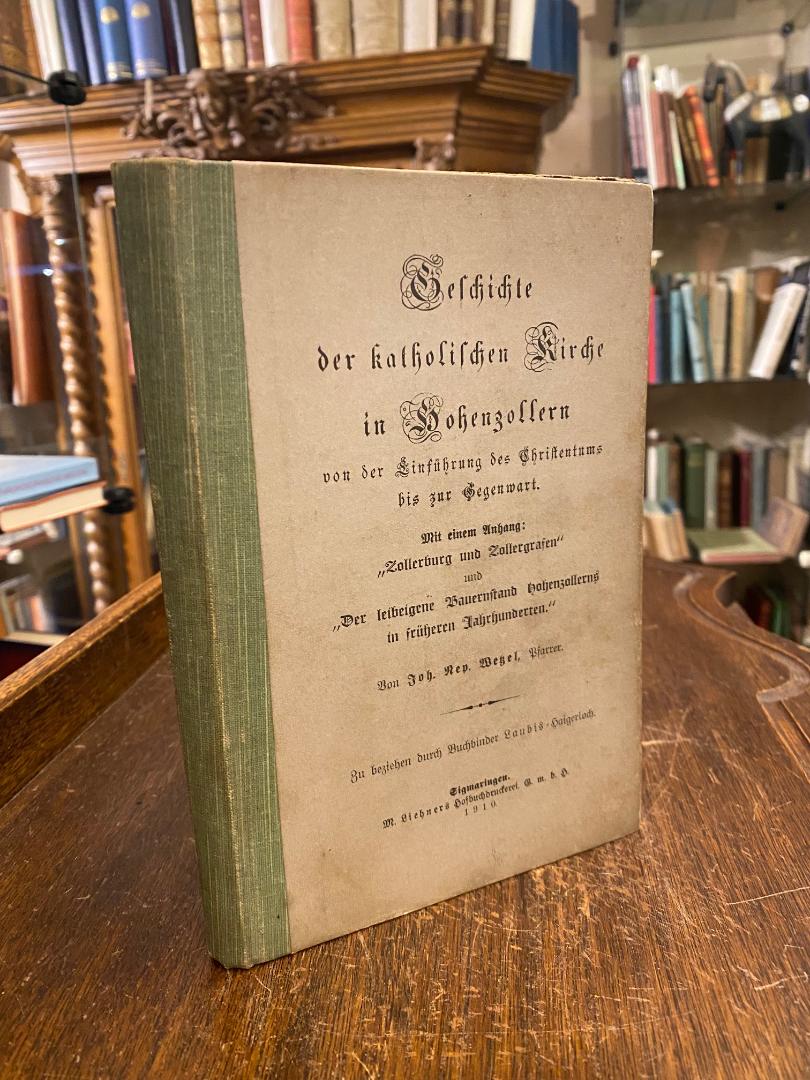 Geschichte
der katholischen Kirche
in Hohenzollern
von der Einführung des Christentums
bis zur Gegenwart.
Mit einem Anhang:
„Zollerburg und Zollergrafen“
und
„Der leibeigene Bauernstand Hohenzollerns
in früheren Jahrhunderten.“
Von Joh. Nep. Wetzel, Pfarrer.
Zu beziehen durch Buchbinder Laubis-Haigerloch.
Sigmaringen.
M. Liehners Hofbuchdruckerei, G. m. b. H.
1910.